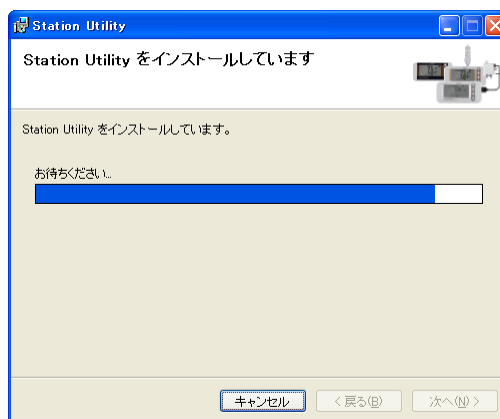 Station Utility
Station Utility をインストールしています
Station Utility をインストールしています。
お待ちください...
キャンセル
< 戻る(B)
次へ(N) >